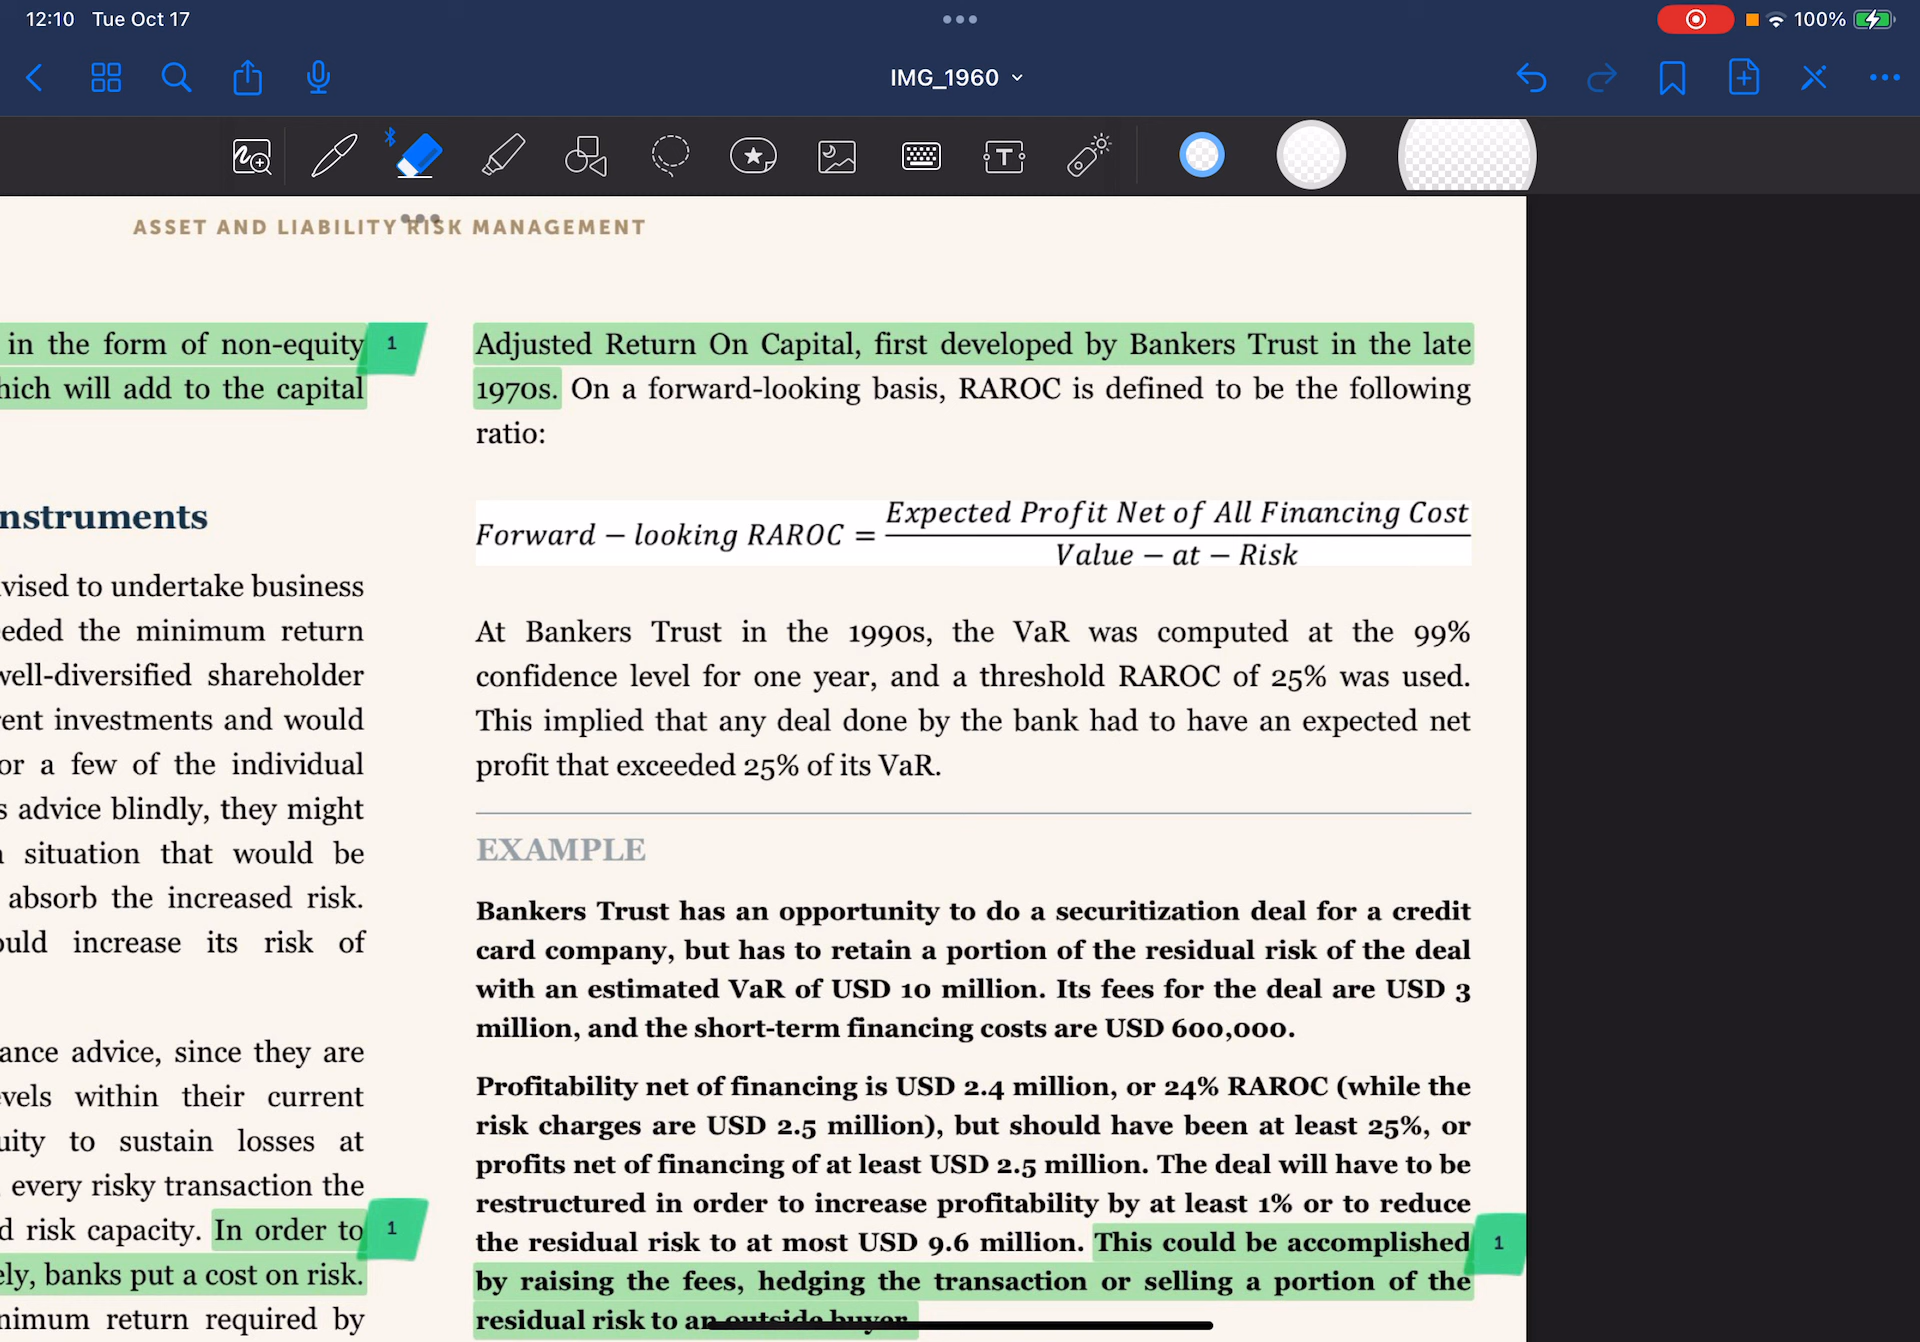 12:10 Tue Oct 17
100%
IMG_1960
ASSET AND LIABILITY RISK MANAGEMENT
in the form of non-equity
will add to the capital
1
vised to undertake business
eeded the minimum return
well-diversified shareholder
rent investments and would
or a few of the individual
s advice blindly, they might
situation that would be
absorb the increased risk.
ould increase its risk of
ance advice, since they are
evels within their current
uity to sustain losses at
every risky transaction the
d risk capacity. In order to
1
ely, banks put a cost on risk.
nimum return required by
Adjusted Return On Capital, first developed by Bankers Trust in the late
1970s. On a forward-looking basis, RAROC is defined to be the following
ratio:
Forward – looking RAROC = Expected Profit Net of All Financing Cost
Value – at – Risk
At Bankers Trust in the 1990s, the VaR was computed at the 99%
confidence level for one year, and a threshold RAROC of 25% was used.
This implied that any deal done by the bank had to have an expected net
profit that exceeded 25% of its VaR.
EXAMPLE
Bankers Trust has an opportunity to do a securitization deal for a credit
card company, but has to retain a portion of the residual risk of the deal
with an estimated VaR of USD 10 million. Its fees for the deal are USD 3
million, and the short-term financing costs are USD 600,000.
Profitability net of financing is USD 2.4 million, or 24% RAROC (while the
risk charges are USD 2.5 million), but should have been at least 25%, or
profits net of financing of at least USD 2.5 million. The deal will have to be
restructured in order to increase profitability by at least 1% or to reduce
the residual risk to at most USD 9.6 million. This could be accomplished
1
by raising the fees, hedging the transaction or selling a portion of the
residual risk to an outside buyer.